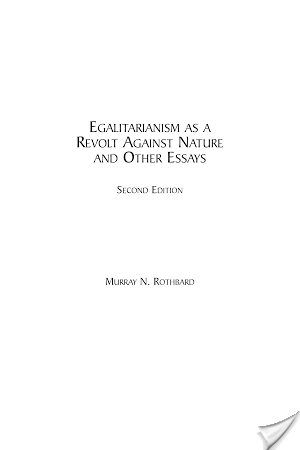 Egalitarianism as a
Revolt Against Nature
and Other Essays
Second Edition
Murray N. Rothbard